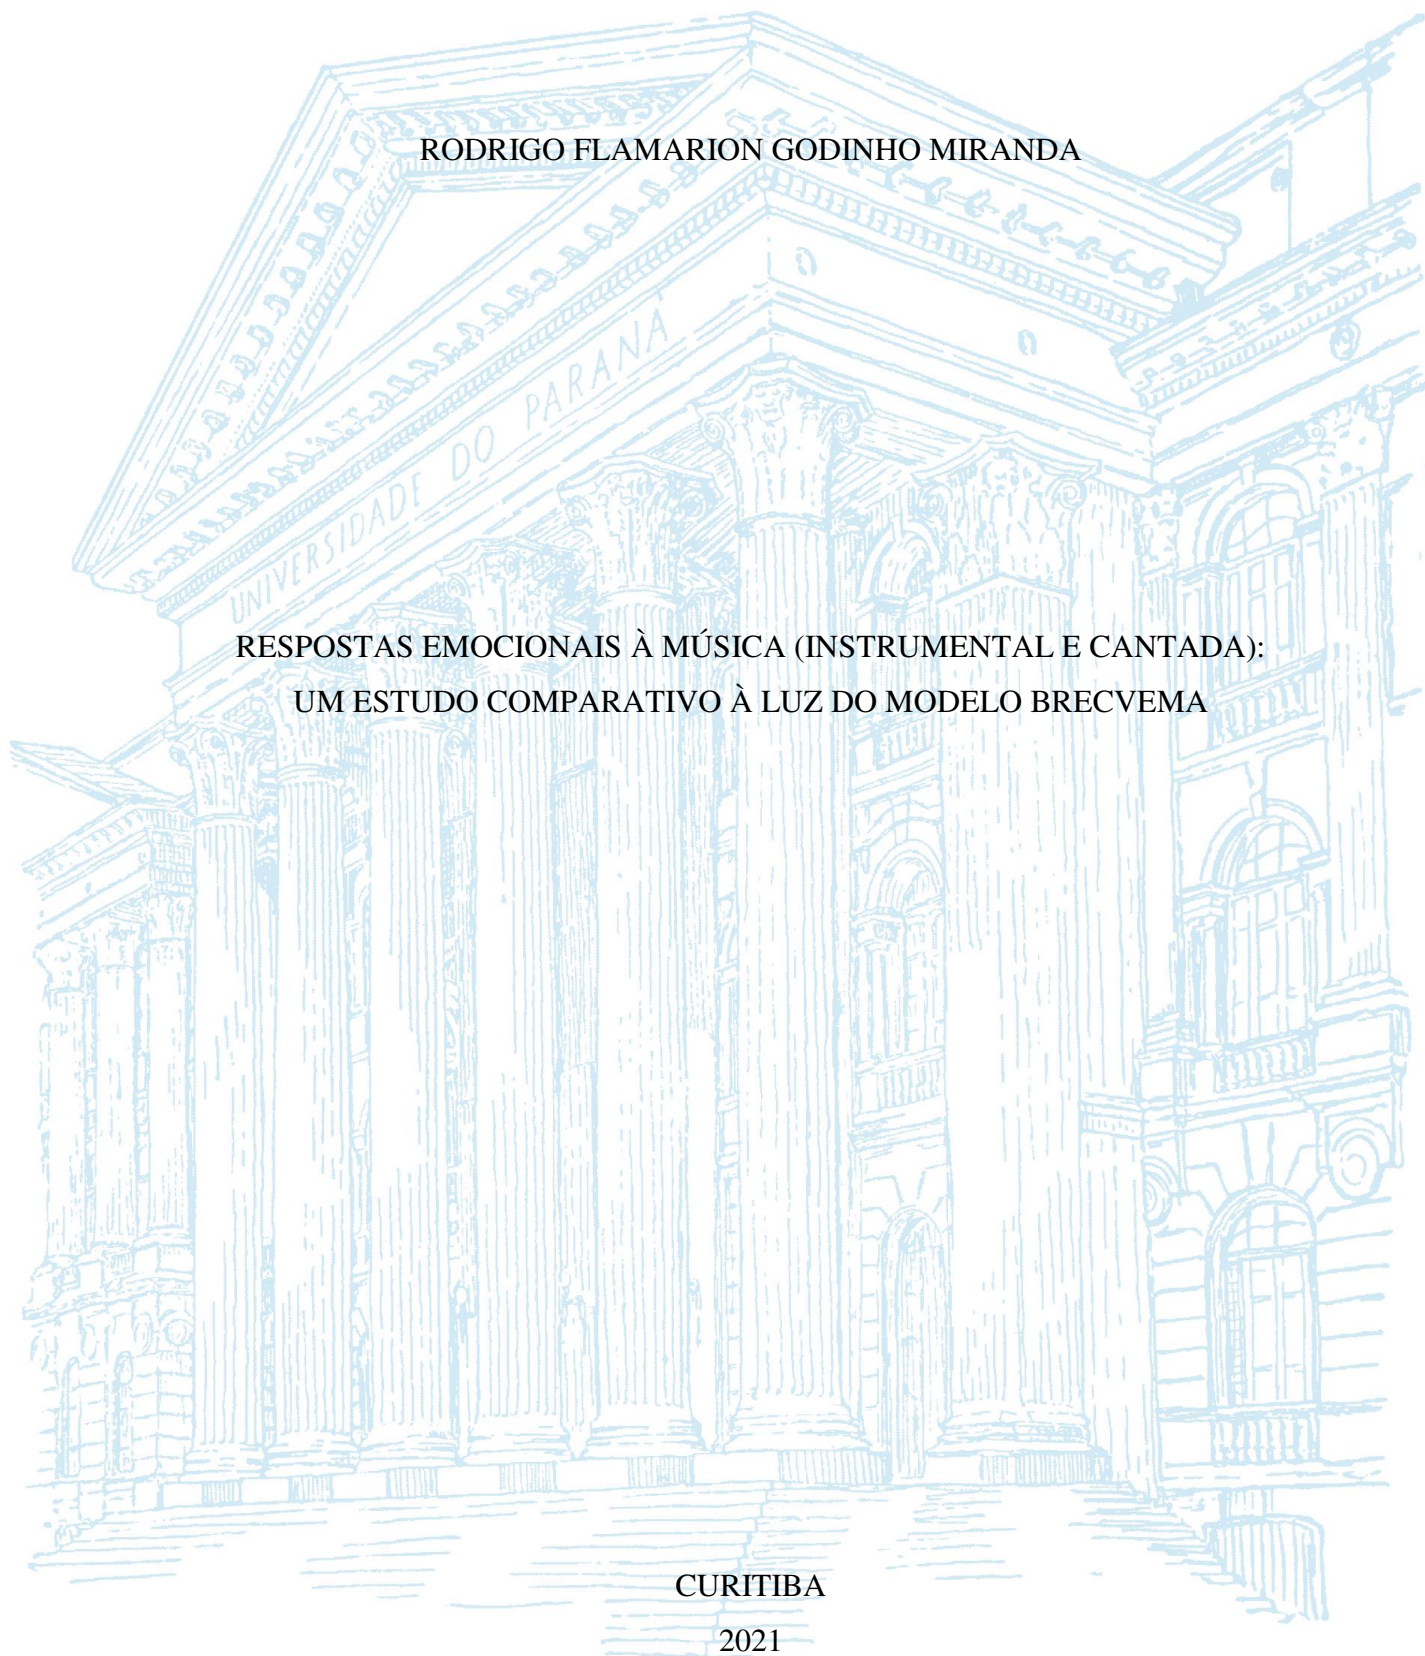 RODRIGO FLAMARION GODINHO MIRANDA
UNIVERSIDADE DO PARANÁ
RESPOSTAS EMOCIONAIS À MÚSICA (INSTRUMENTAL E CANTADA):
UM ESTUDO COMPARATIVO À LUZ DO MODELO BRECVEMA
CURITIBA
2021